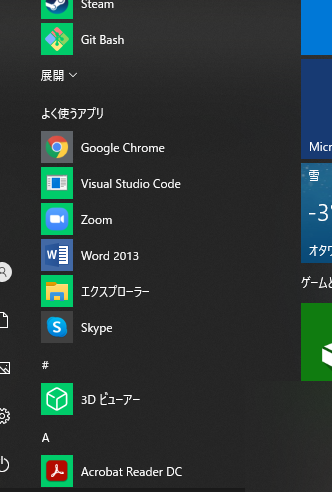 Steam
Git Bash
展開
よく使うアプリ
Google Chrome
Visual Studio Code
Zoom
Word 2013
エクスプローラー
Skype
#
3D ビューアー
A
Acrobat Reader DC
Micr
雪
-3°
オタワ
ゲームと